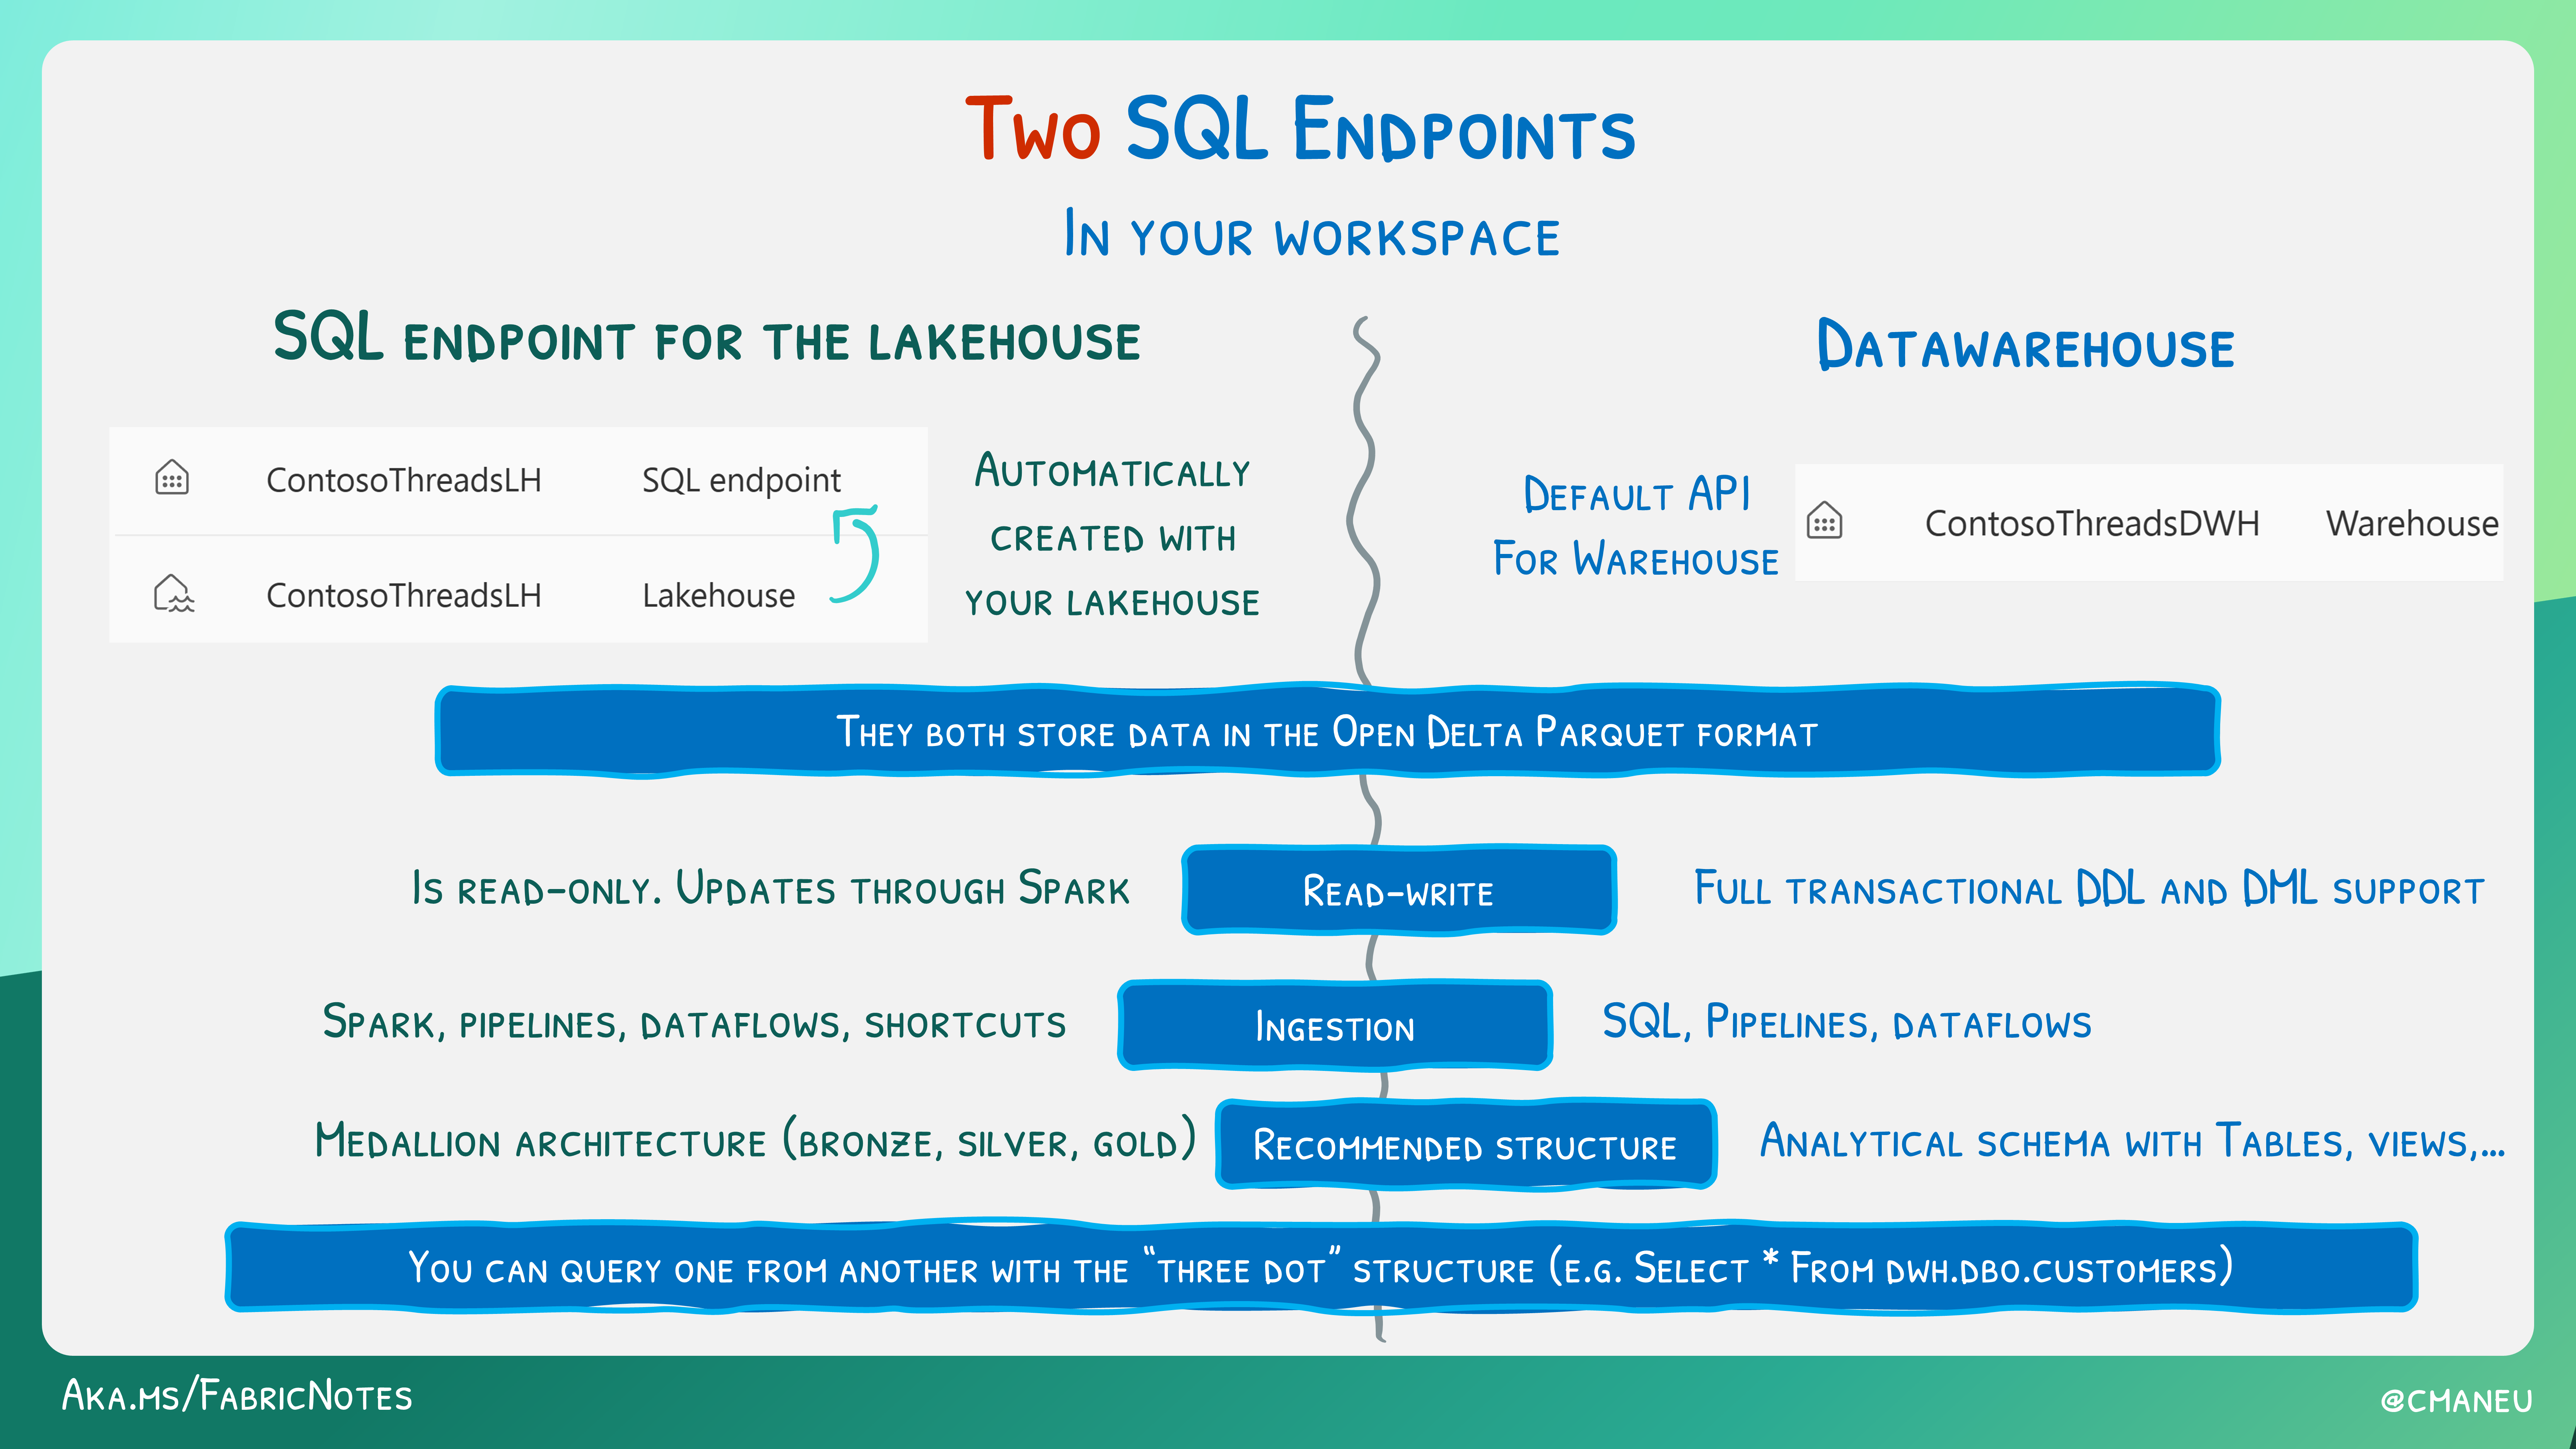 Two SQL Endpoints
In your workspace
SQL endpoint for the lakehouse
Datawarehouse
ContosoThreadsLH SQL endpoint
ContosoThreadsLH Lakehouse
Automatically
created with
your lakehouse
Default API
For Warehouse
ContosoThreadsDWH Warehouse
They both store data in the Open Delta Parquet format
Is read-only. Updates through Spark
Read-write
Full transactional DDL and DML support
Spark, pipelines, dataflows, shortcuts
Ingestion
SQL, Pipelines, dataflows
Medallion architecture (bronze, silver, gold)
Recommended structure
Analytical schema with Tables, views,...
You can query one from another with the “three dot” structure (e.g. Select * From dwh.dbo.customers)
Aka.ms/FabricNotes
@cmaneu